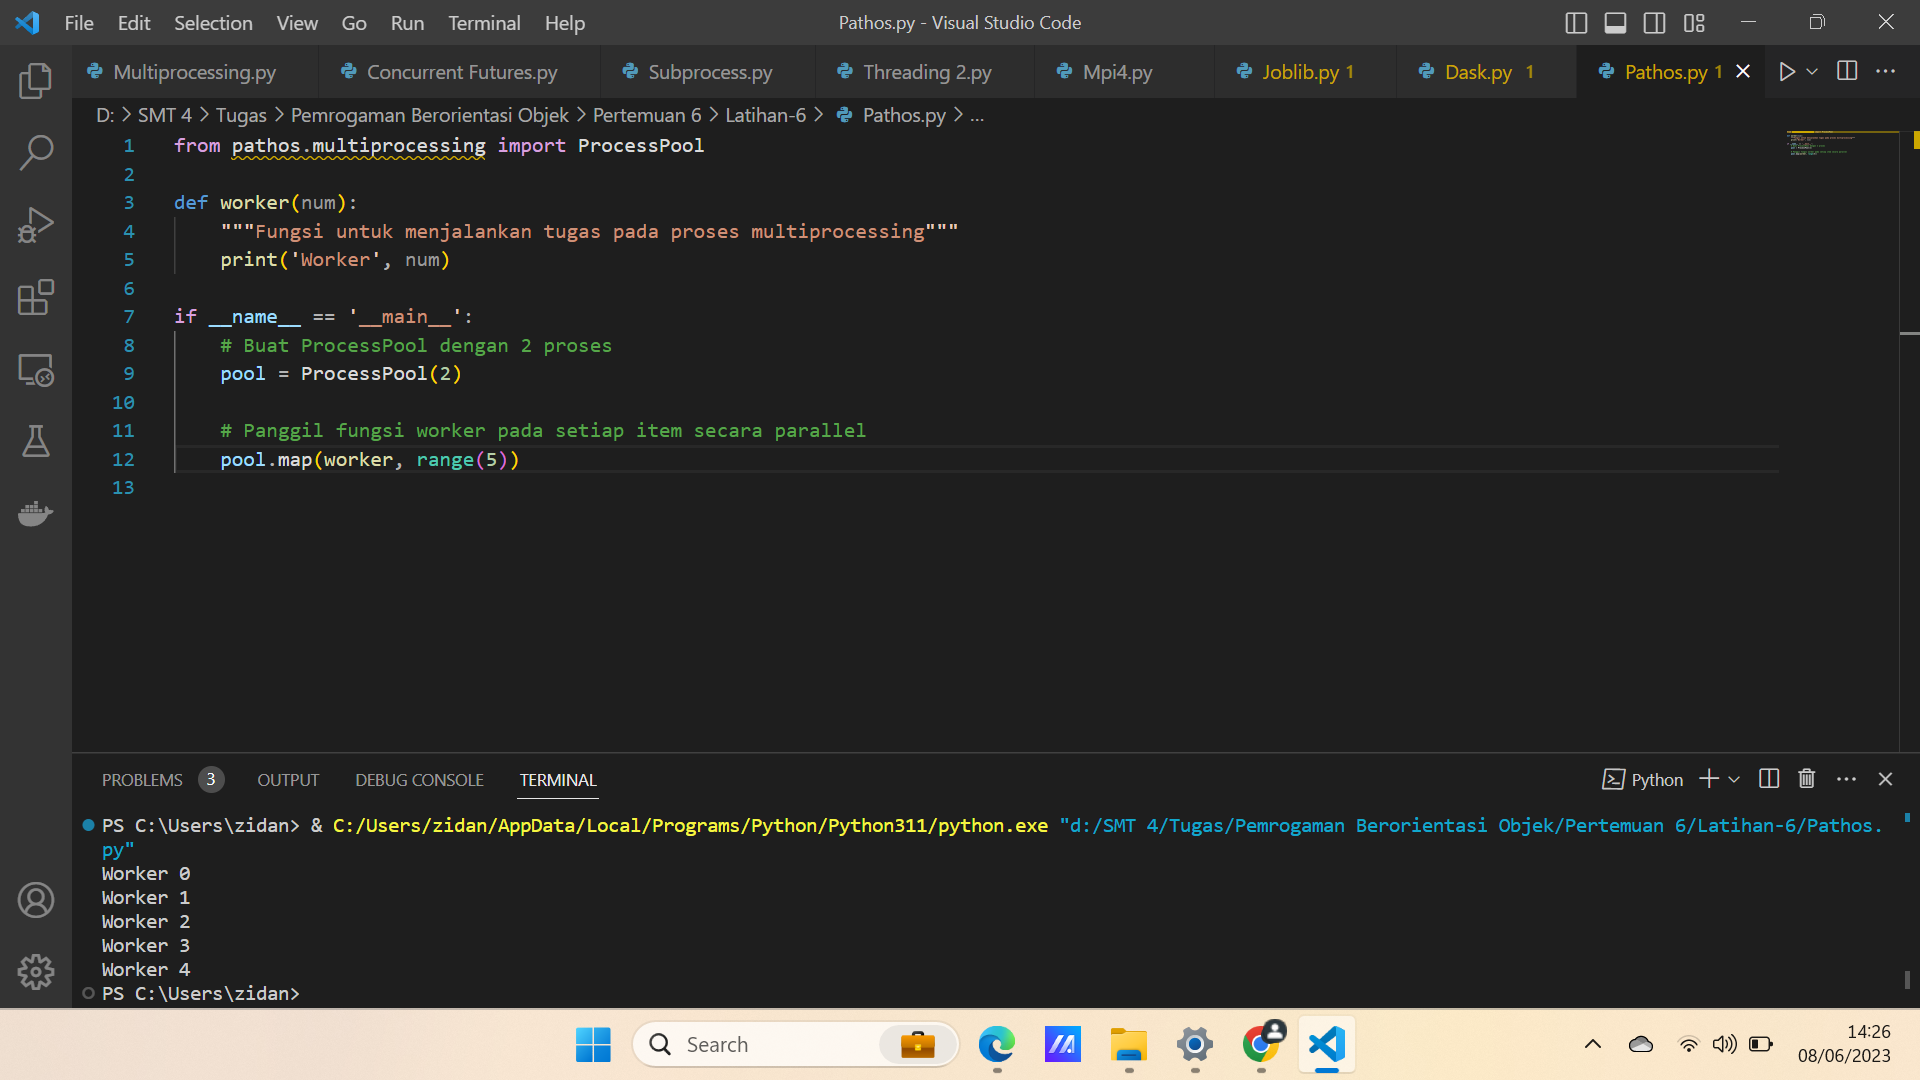 File Edit Selection View Go Run Terminal Help Pathos.py - Visual Studio Code
Multiprocessing.py Concurrent Futures.py Subprocess.py Threading 2.py Mpi4.py Joblib.py 1 Dask.py 1 Pathos.py 1
D: > SMT 4 > Tugas > Pemrogaman Berorientasi Objek > Pertemuan 6 > Latihan-6 > Pathos.py > ...
1 from pathos.multiprocessing import ProcessPool
2
3 def worker(num):
4 """Fungsi untuk menjalankan tugas pada proses multiprocessing"""
5 print('Worker', num)
6
7 if __name__ == '__main__':
8 # Buat ProcessPool dengan 2 proses
9 pool = ProcessPool(2)
10
11 # Panggil fungsi worker pada setiap item secara parallel
12 pool.map(worker, range(5))
13
PROBLEMS 3 OUTPUT DEBUG CONSOLE TERMINAL Python
PS C:\Users\zidan> & C:/Users/zidan/AppData/Local/Programs/Python/Python311/python.exe "d:/SMT 4/Tugas/Pemrogaman Berorientasi Objek/Pertemuan 6/Latihan-6/Pathos.
py"
Worker 0
Worker 1
Worker 2
Worker 3
Worker 4
PS C:\Users\zidan>
Search
14:26
08/06/2023